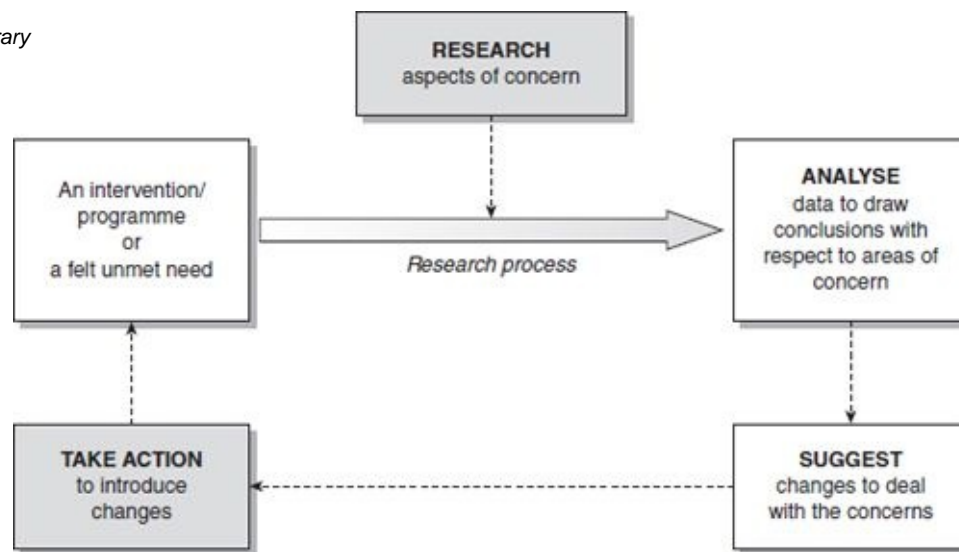 RESEARCH
aspects of concern
An intervention/
programme
or
a felt unmet need
Research process
ANALYSE
data to draw
conclusions with
respect to areas of
concern
TAKE ACTION
to introduce
changes
SUGGEST
changes to deal
with the concerns